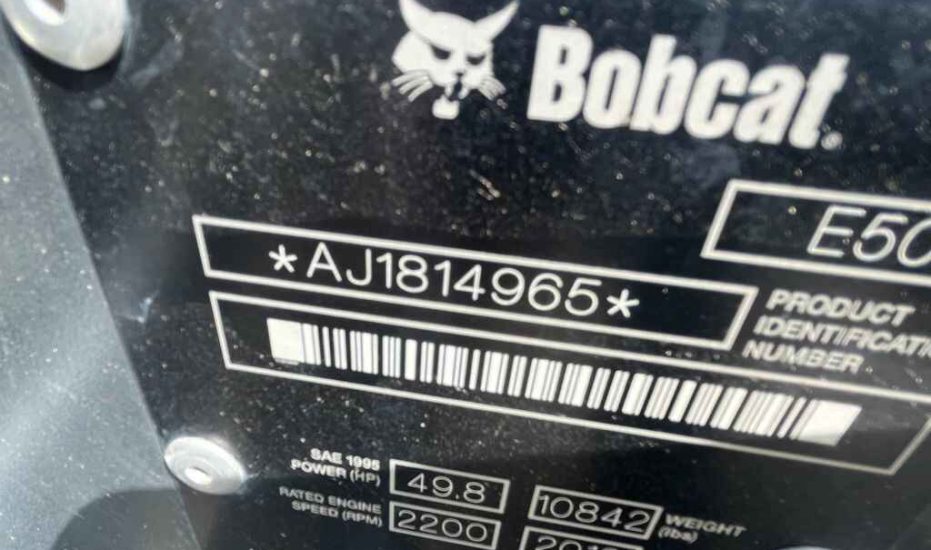 Bobcat.
E50
*AJ1814965*
PRODUCT
IDENTIFICATI
NUMBER
SAE 1995
POWER (HP)
49.8
10842
WEIGHT
(lbs)
RATED ENGINE
SPEED (RPM)
2200